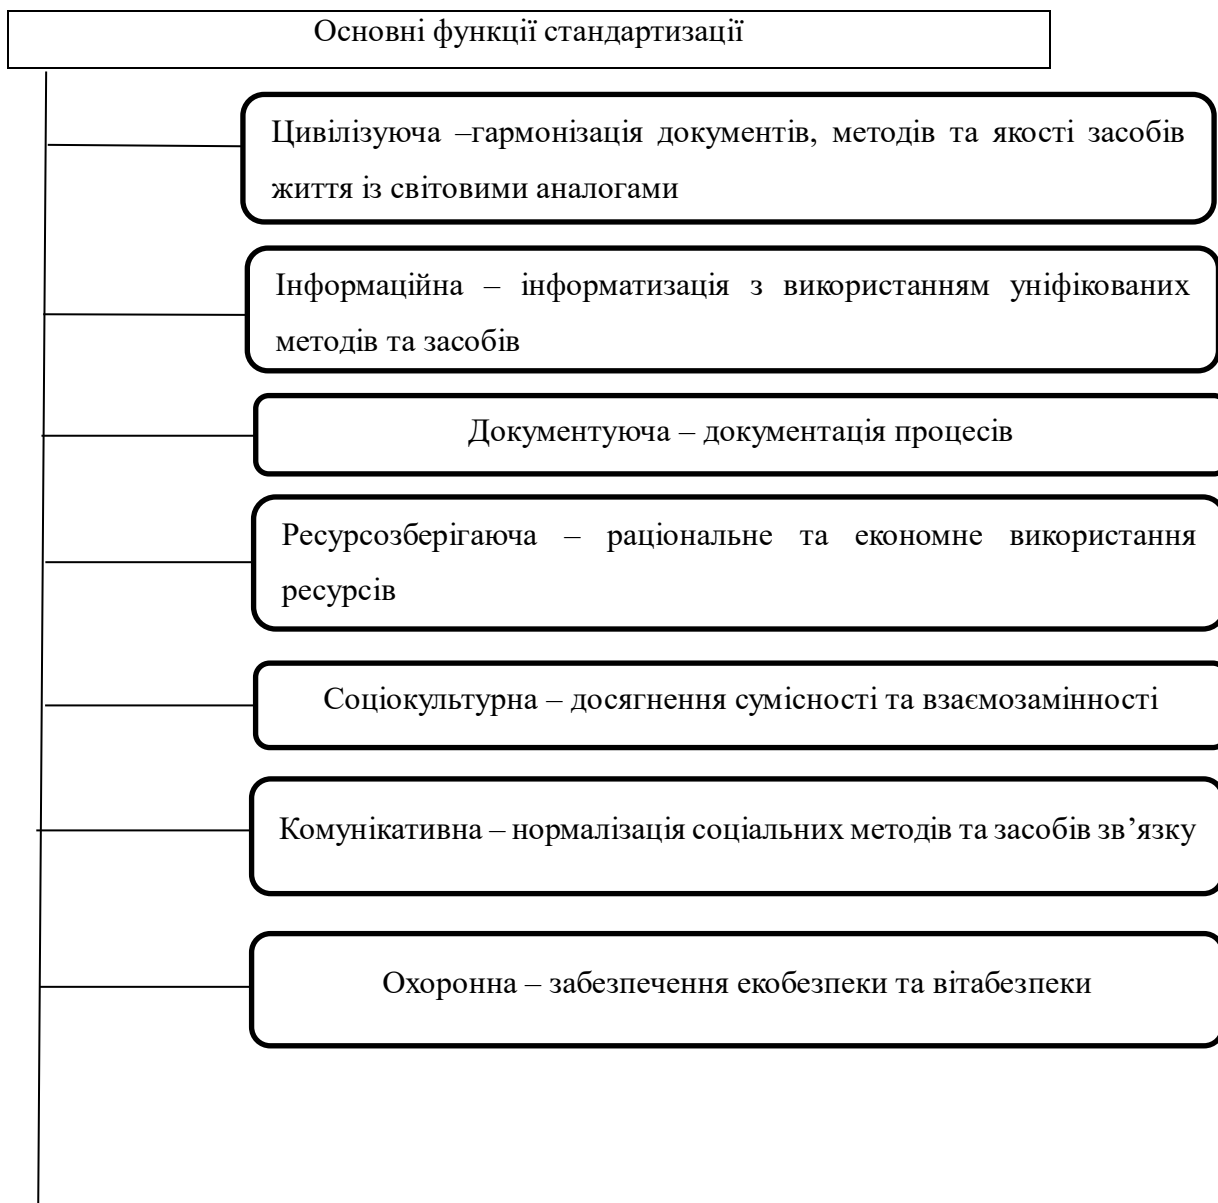 Основні функції стандартизації
Цивілізуюча –гармонізація документів, методів та якості засобів
життя із світовими аналогами
Інформаційна – інформатизація з використанням уніфікованих
методів та засобів
Документуюча – документація процесів
Ресурсозберігаюча – раціональне та економне використання
ресурсів
Соціокультурна – досягнення сумісності та взаємозамінності
Комунікативна – нормалізація соціальних методів та засобів зв’язку
Охоронна – забезпечення екобезпеки та вітабезпеки